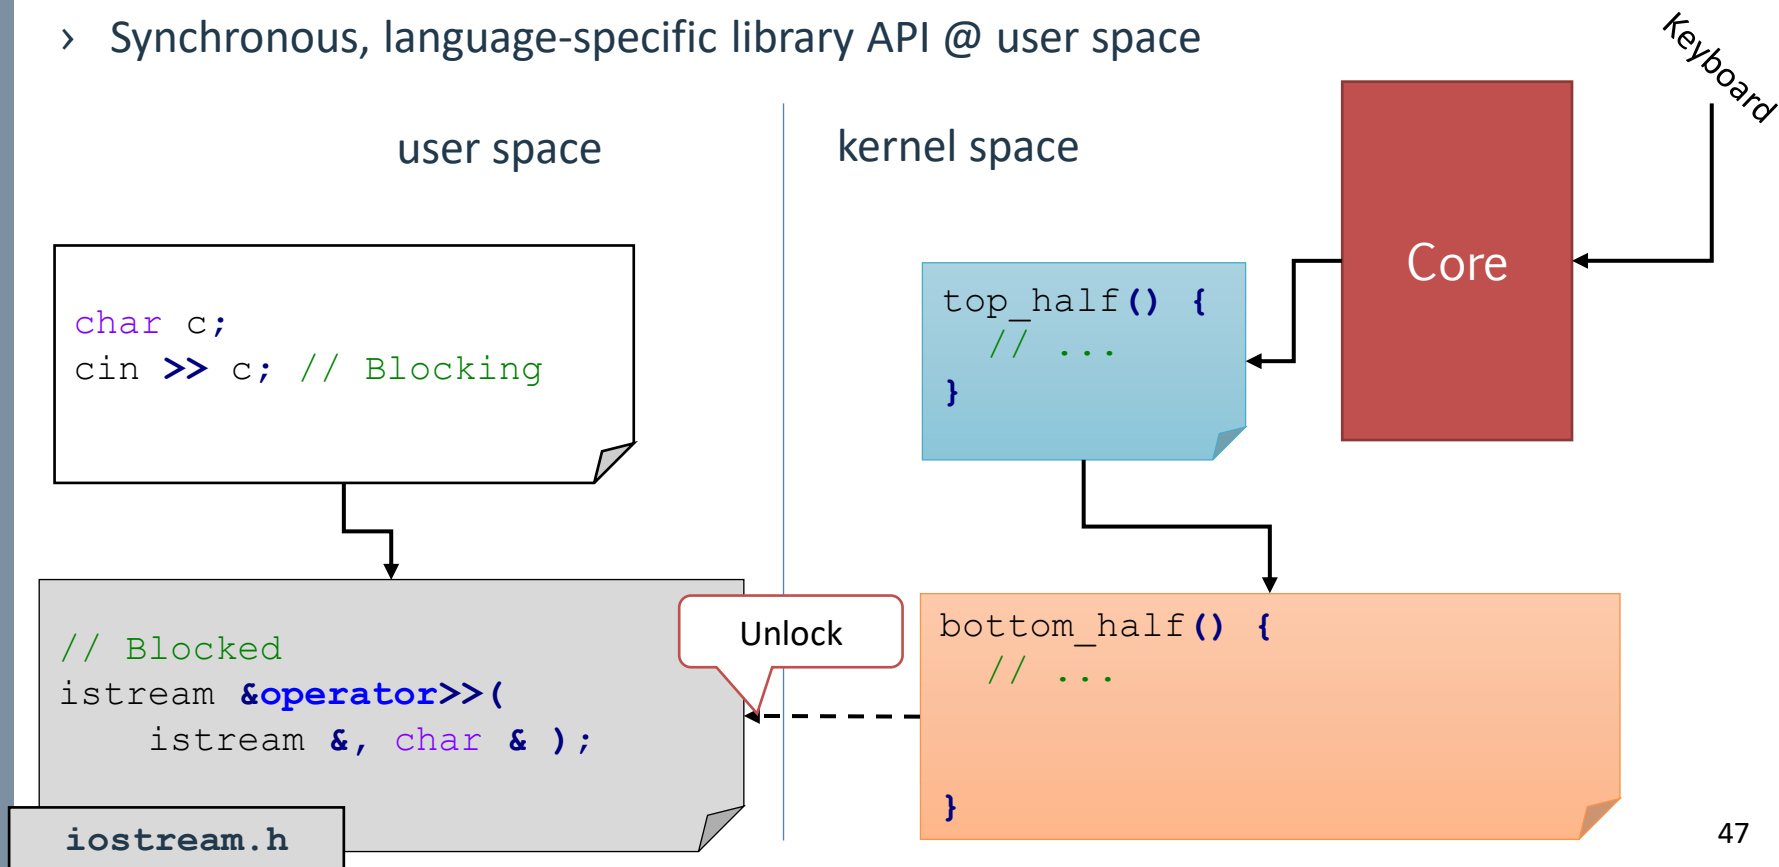 › Synchronous, language-specific library API @ user space
Keyboard
user space
kernel space
Core
char c;
cin >> c; // Blocking
top_half() {
// ...
}
// Blocked
istream &operator>>(
istream &, char & );
Unlock
bottom_half() {
// ...
}
iostream.h
47